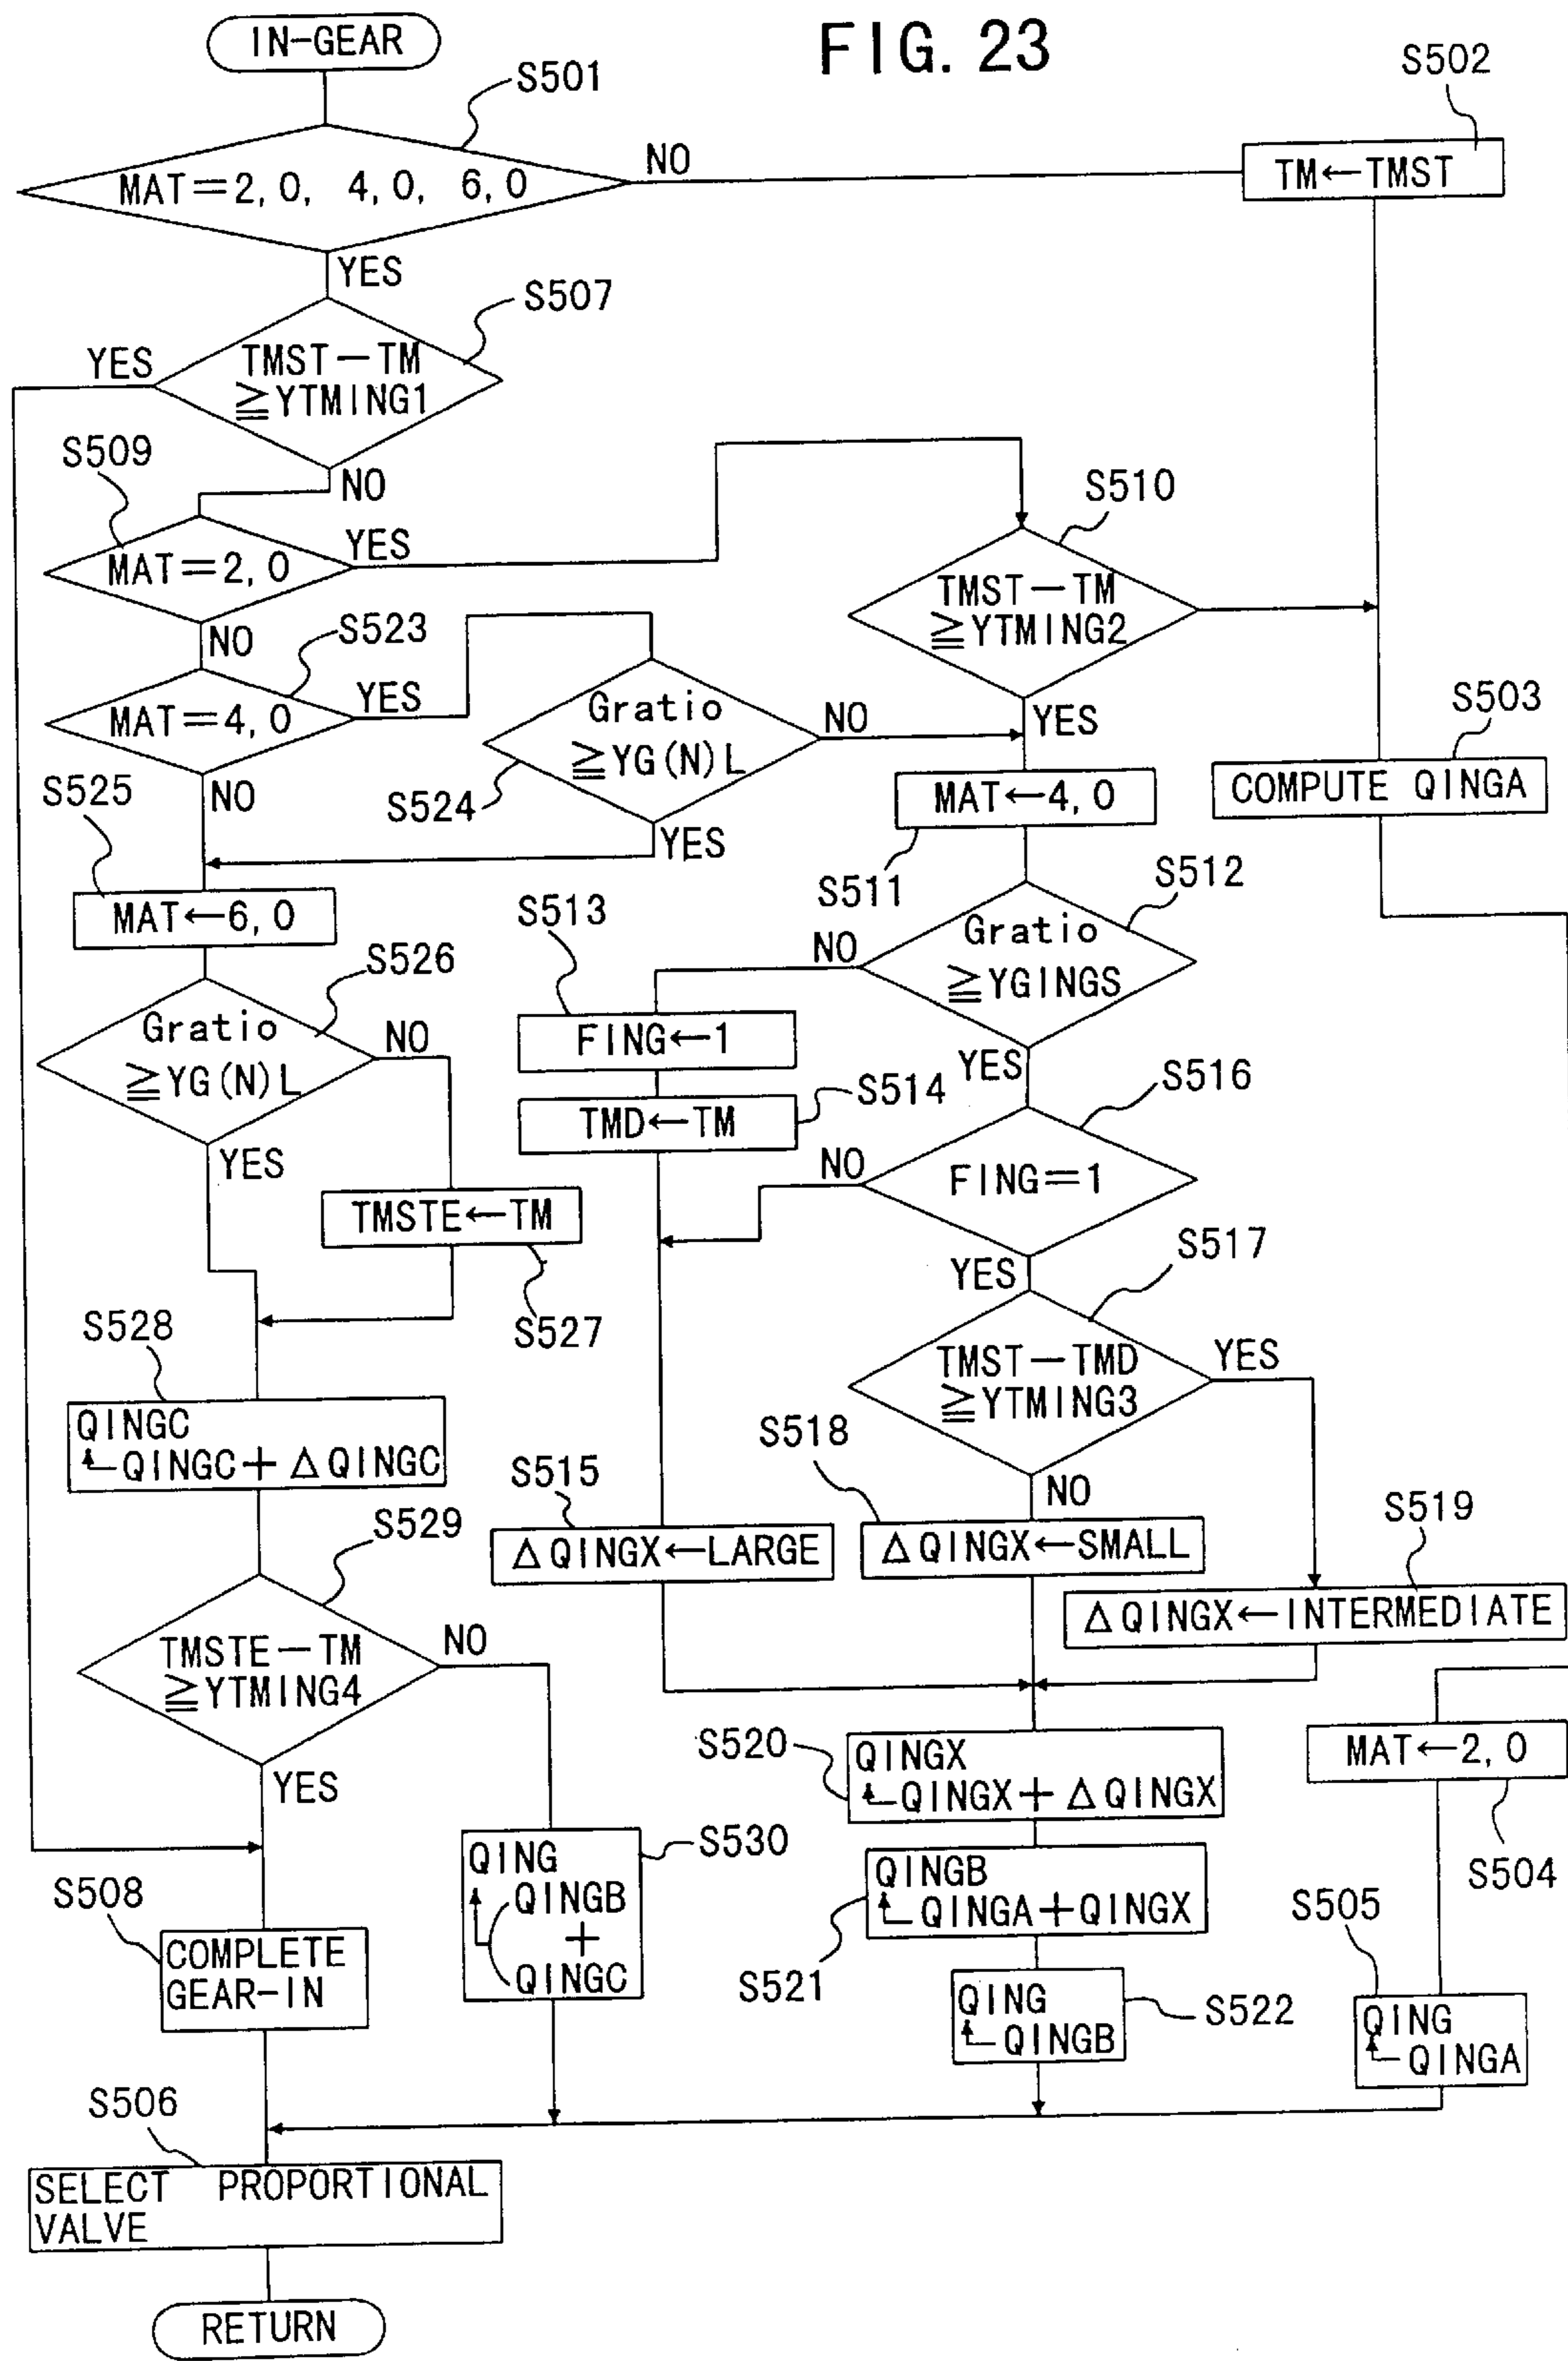 FIG. 23
IN-GEAR
S501
S502
MAT=2,0, 4,0, 6,0
NO
TM←TMST
YES
S507
YES
TMST-TM
≧YTMING1
NO
S509
MAT=2,0
YES
S510
TMST-TM
≧YTMING2
YES
NO
S523
MAT=4,0
YES
Gratio
≧YG(N)L
S524
NO
YES
S503
COMPUTE QINGA
MAT←4,0
S511
NO
S525
MAT←6,0
S526
Gratio
≧YG(N)L
NO
YES
TMSTE←TM
S527
S512
Gratio
≧YGINGS
NO
YES
S513
FING←1
S514
TMD←TM
S516
FING=1
NO
YES
S517
TMST-TMD
≧YTMING3
YES
NO
S528
QINGC
←QINGC+ΔQINGC
S515
ΔQINGX←LARGE
S518
ΔQINGX←SMALL
S519
ΔQINGX←INTERMEDIATE
S529
TMSTE-TM
≧YTMING4
NO
YES
S520
QINGX
←QINGX+ΔQINGX
MAT←2,0
S504
S530
QING
QINGB
+
QINGC
QINGB
←QINGA+QINGX
S521
S508
COMPLETE
GEAR-IN
QING
←QINGB
S522
S505
QING
←QINGA
S506
SELECT PROPORTIONAL
VALVE
RETURN